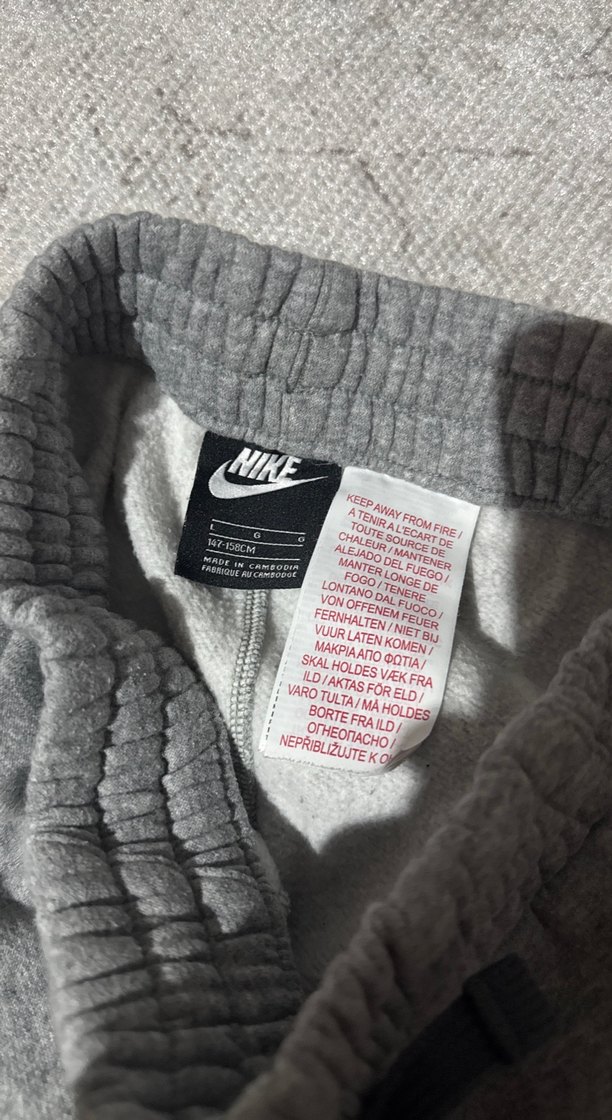 NIKE
L G G
147-158CM
MADE IN CAMBODIA
FABRIQUE AU CAMBODGE
KEEP AWAY FROM FIRE /
A TENIR A L'ECART DE
TOUTE SOURCE DE
CHALEUR / MANTENER
ALEJADO DEL FUEGO /
MANTER LONGE DE
FOGO / TENERE
LONTANO DAL FUOCO /
VON OFFENEM FEUER
FERNHALTEN / NIET BIJ
VUUR LATEN KOMEN /
ΜΑΚΡΙΑ ΑΠΟ ΦΩΤΙΑ /
SKAL HOLDES VÆK FRA
ILD / AKTAS FÖR ELD /
VARO TULTA / MÅ HOLDES
BORTE FRA ILD /
ОГНЕОПАСНО /
NEPŘIBLIŽUJTE K